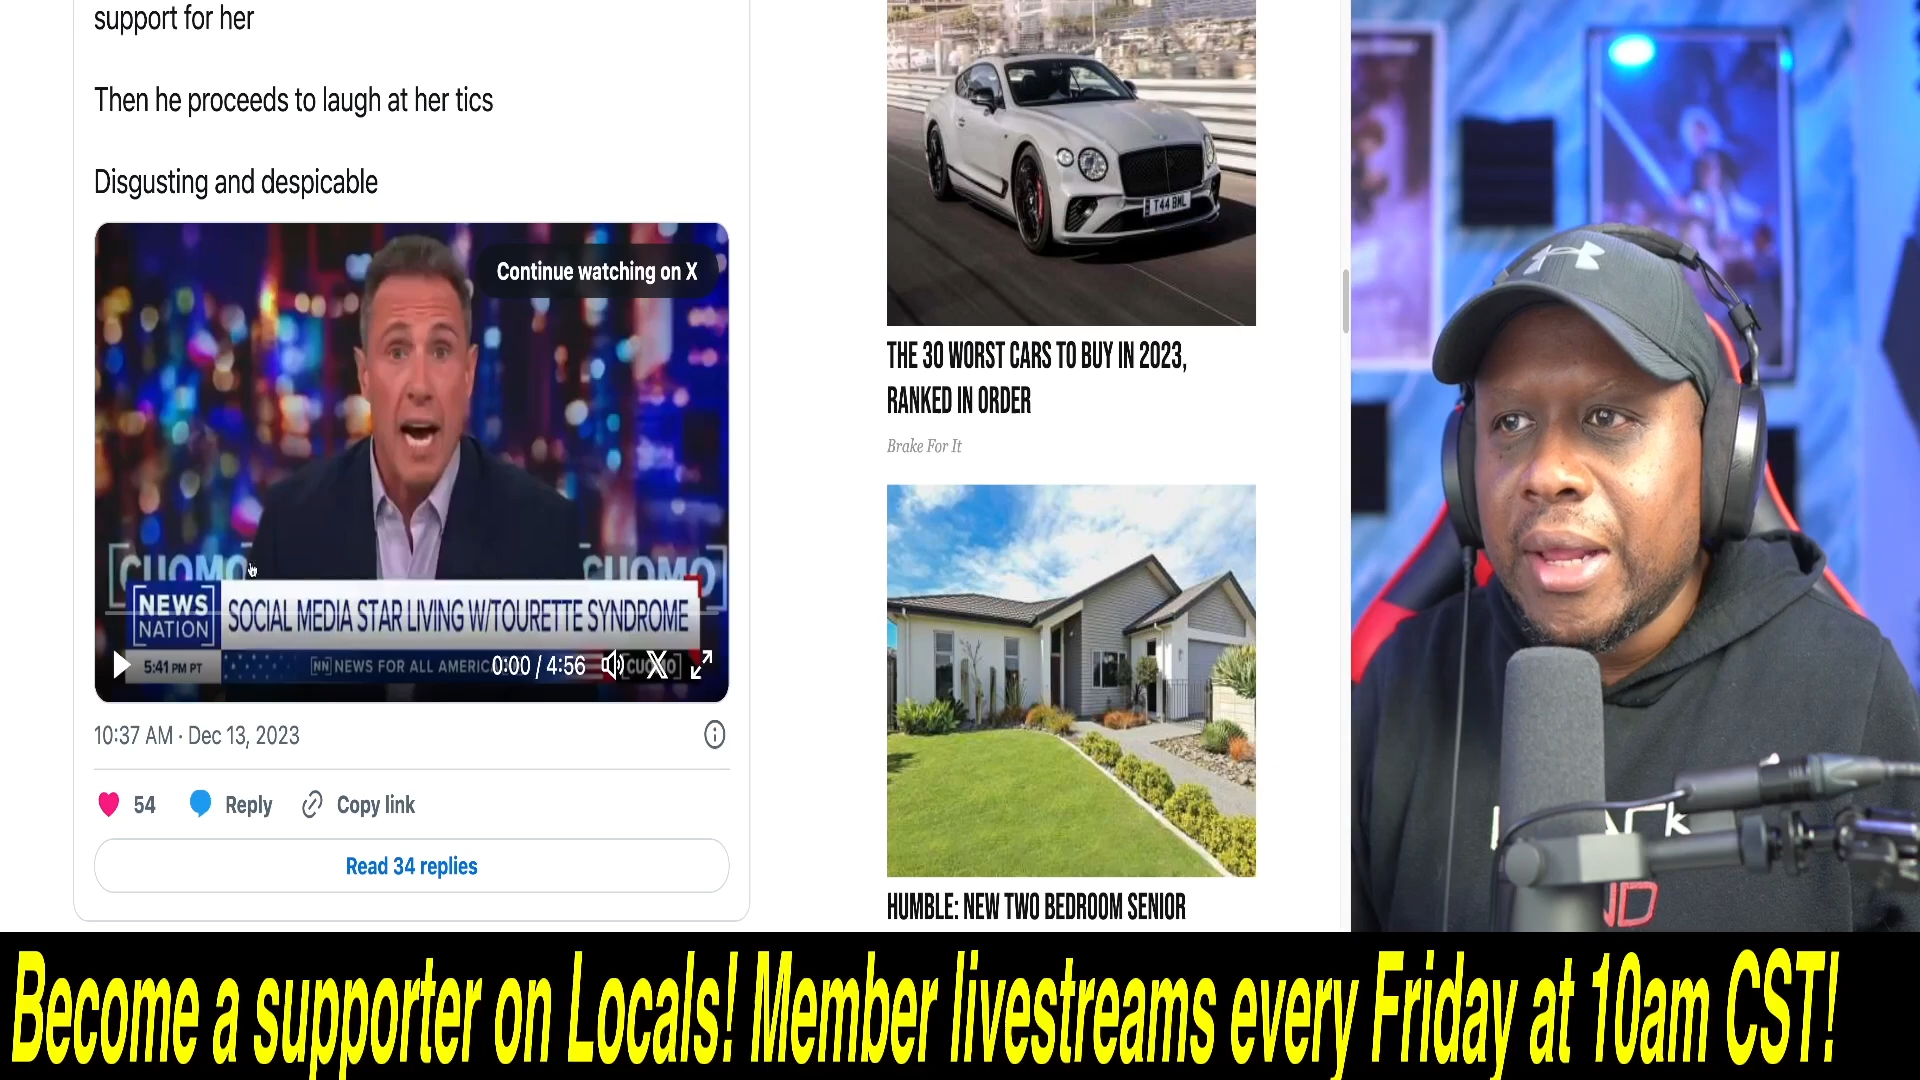 support for her
Then he proceeds to laugh at her tics
Disgusting and despicable
Continue watching on X
CUOMO
CUOMO
NEWS
NATION
SOCIAL MEDIA STAR LIVING W/TOURETTE SYNDROME
5:41 PM PT
NN NEWS FOR ALL AMERIC
0:00 / 4:56
CUOMO
10:37 AM · Dec 13, 2023
54
Reply
Copy link
Read 34 replies
T44 BML
THE 30 WORST CARS TO BUY IN 2023,
RANKED IN ORDER
Brake For It
HUMBLE: NEW TWO BEDROOM SENIOR
Become a supporter on Locals! Member livestreams every Friday at 10am CST!